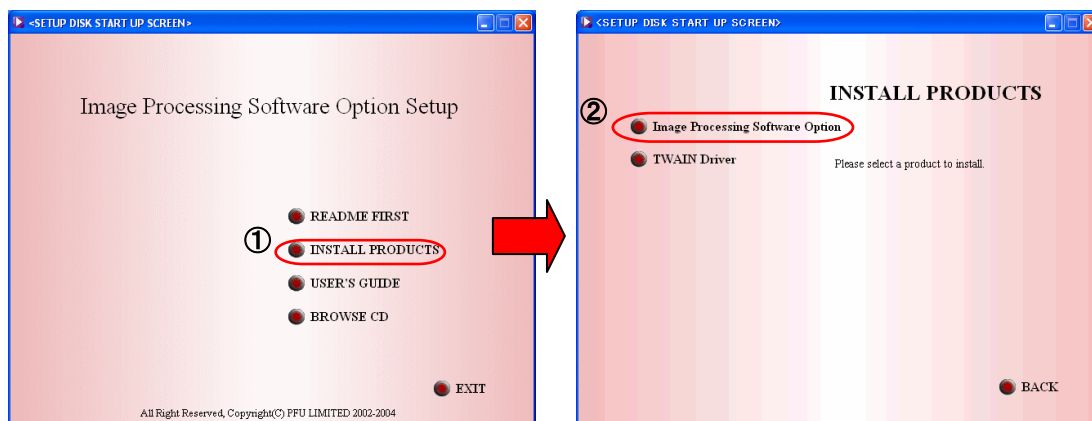 <SETUP DISK START UP SCREEN>
Image Processing Software Option Setup
README FIRST
①
INSTALL PRODUCTS
USER'S GUIDE
BROWSE CD
EXIT
All Right Reserved, Copyright(C) PFU LIMITED 2002-2004
<SETUP DISK START UP SCREEN>
INSTALL PRODUCTS
②
Image Processing Software Option
TWAIN Driver
Please select a product to install.
BACK